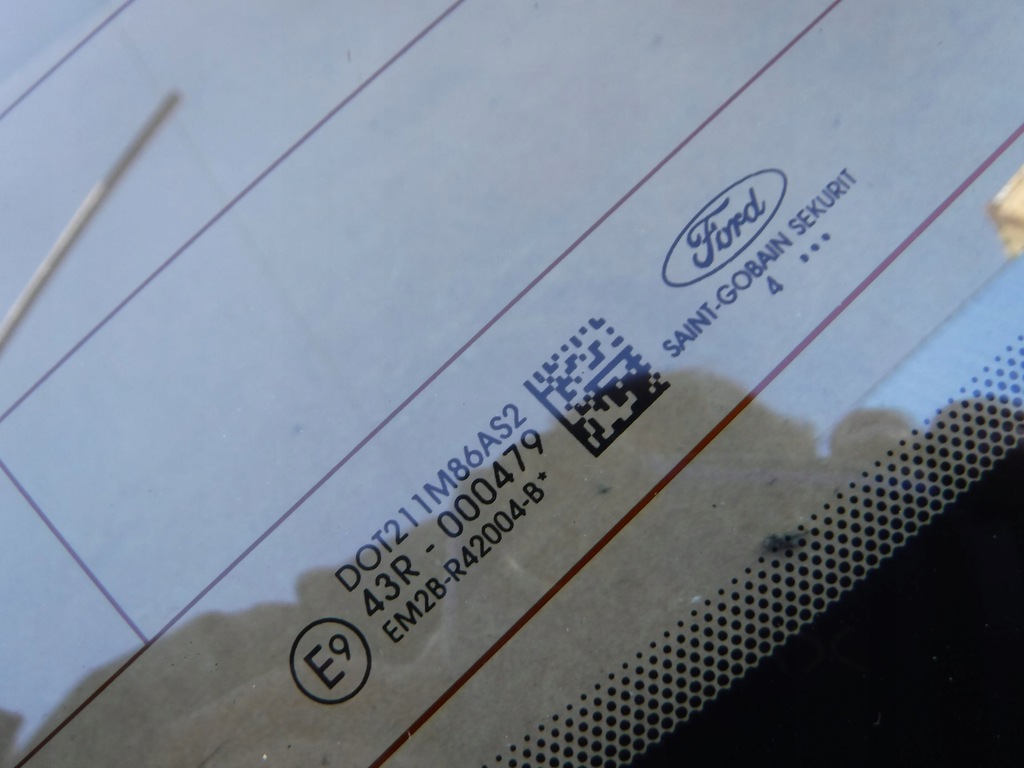 Ford
SAINT-GOBAIN SEKURIT
4 ...
DOT211M86AS2
43R - 000479
E9
EM2B-R42004-B*